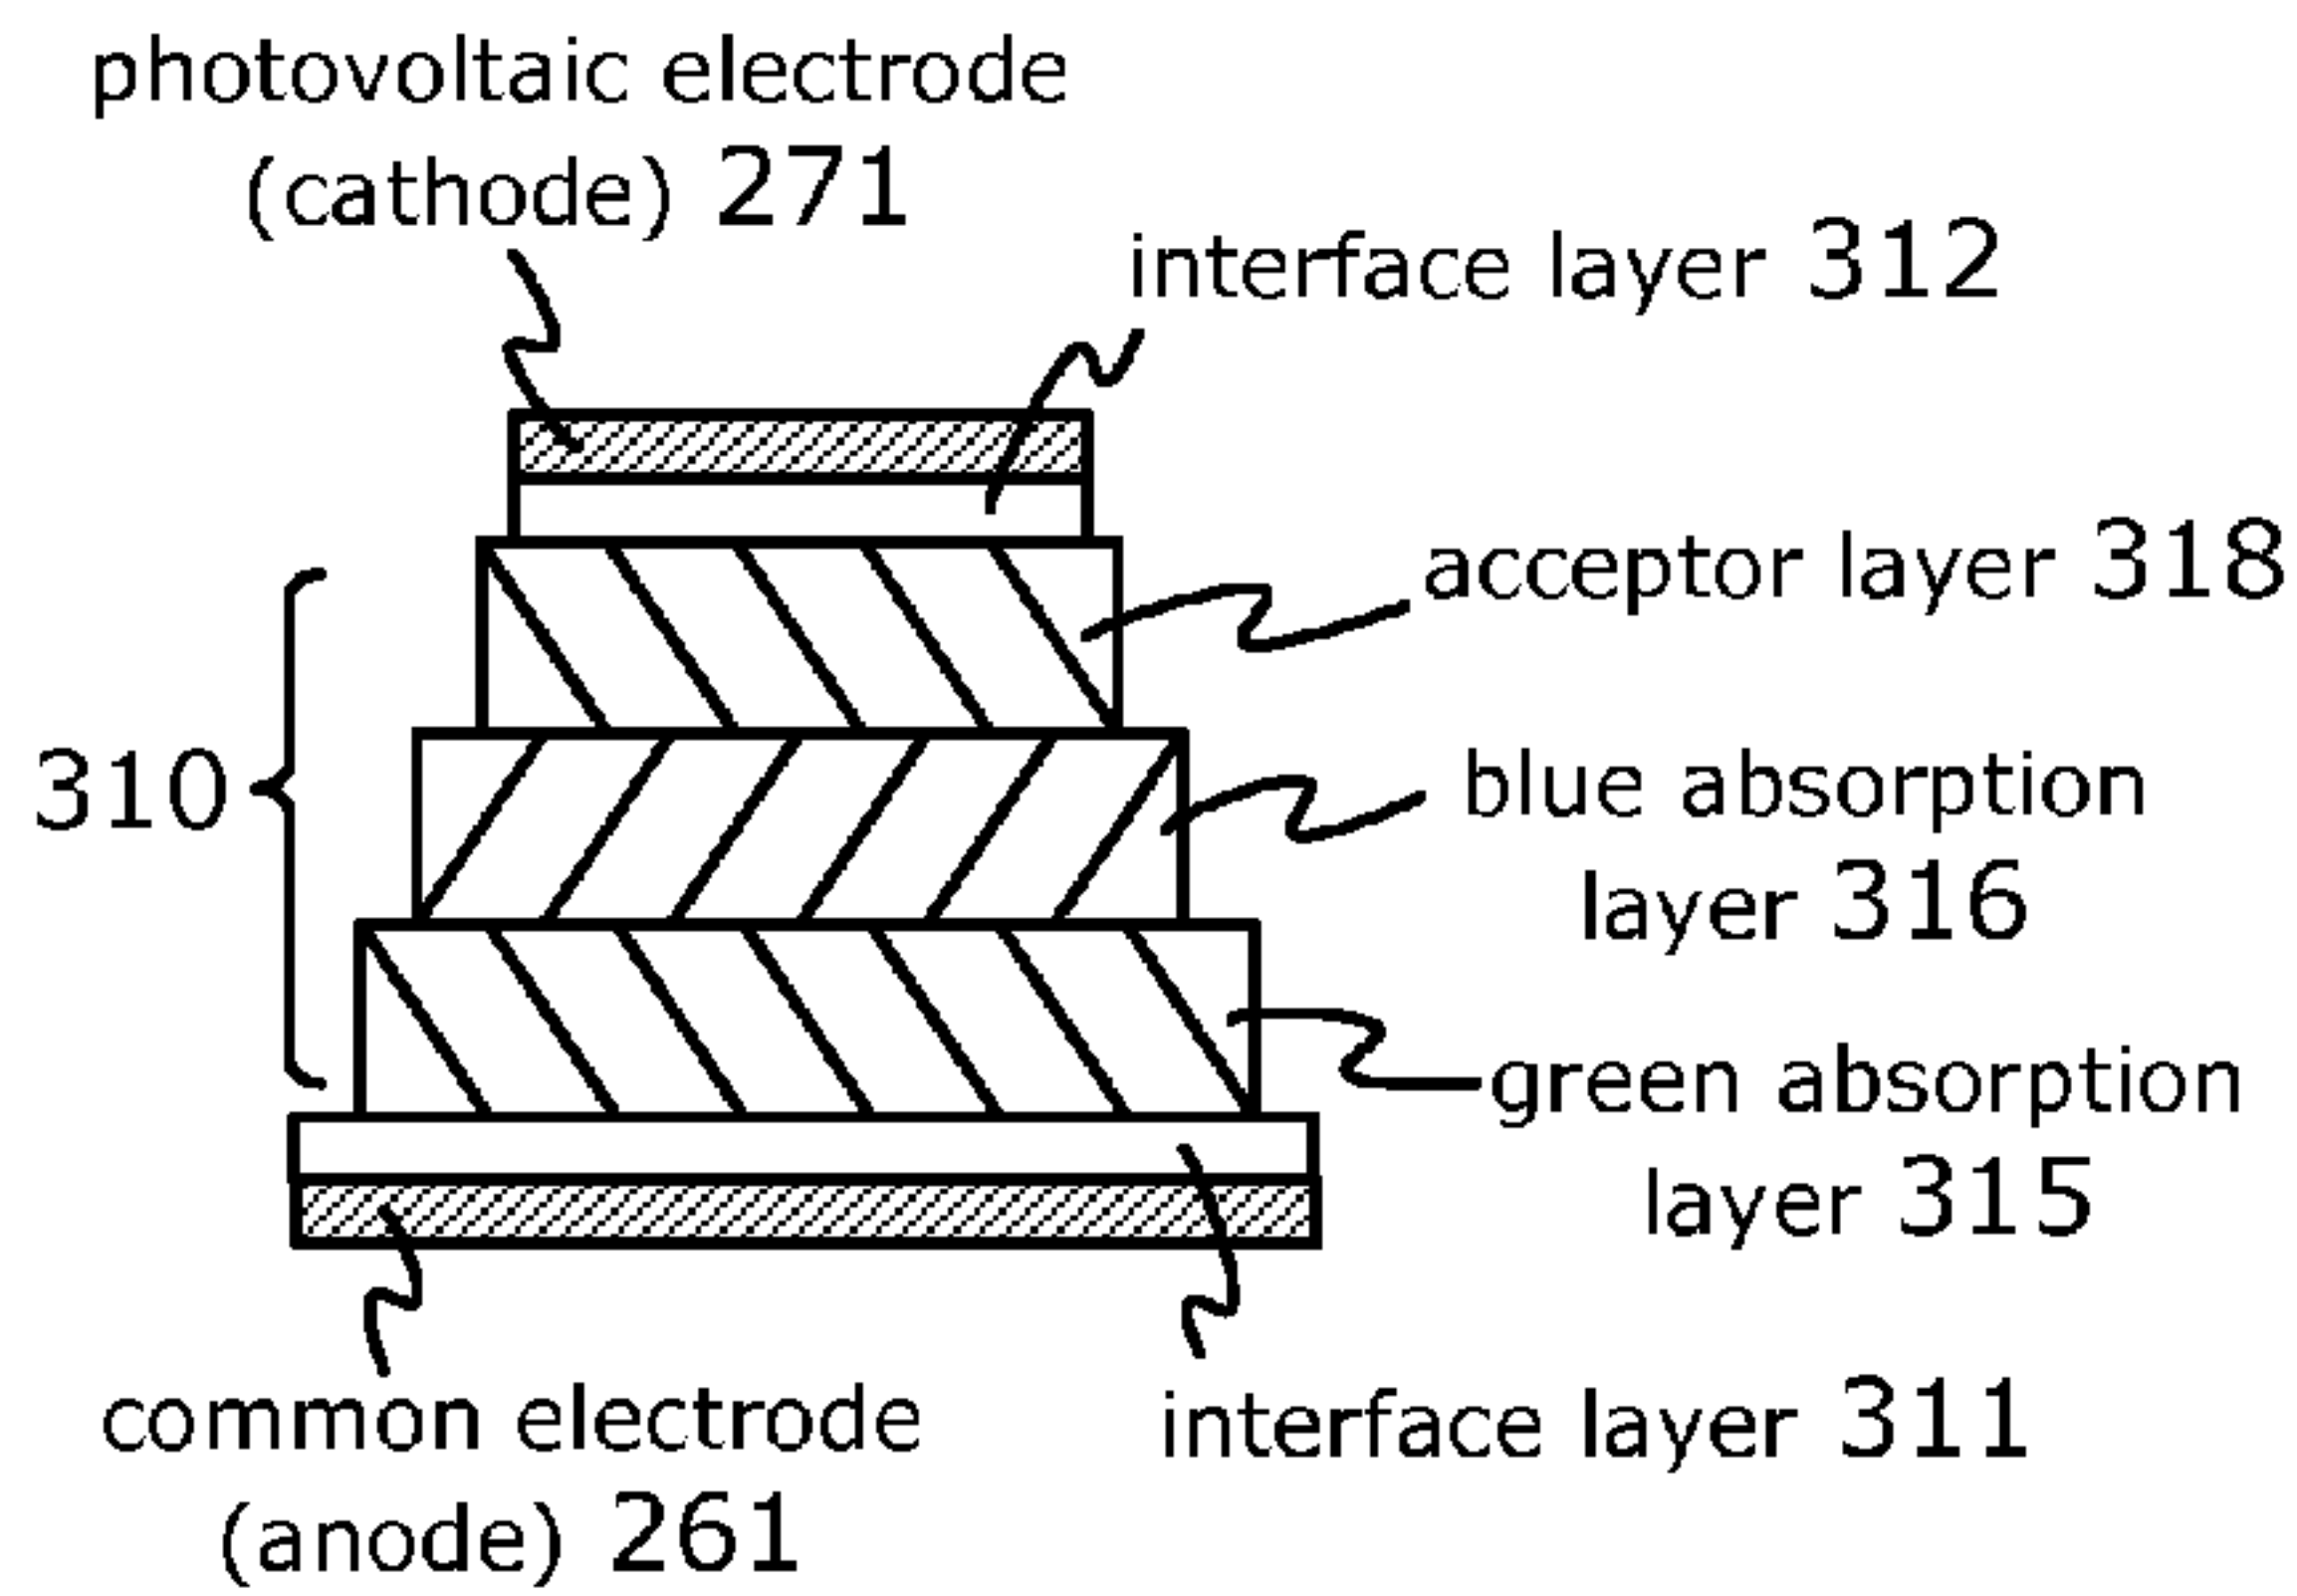 photovoltaic electrode
(cathode) 271
interface layer 312
acceptor layer 318
310
blue absorption
layer 316
green absorption
layer 315
common electrode
(anode) 261
interface layer 311